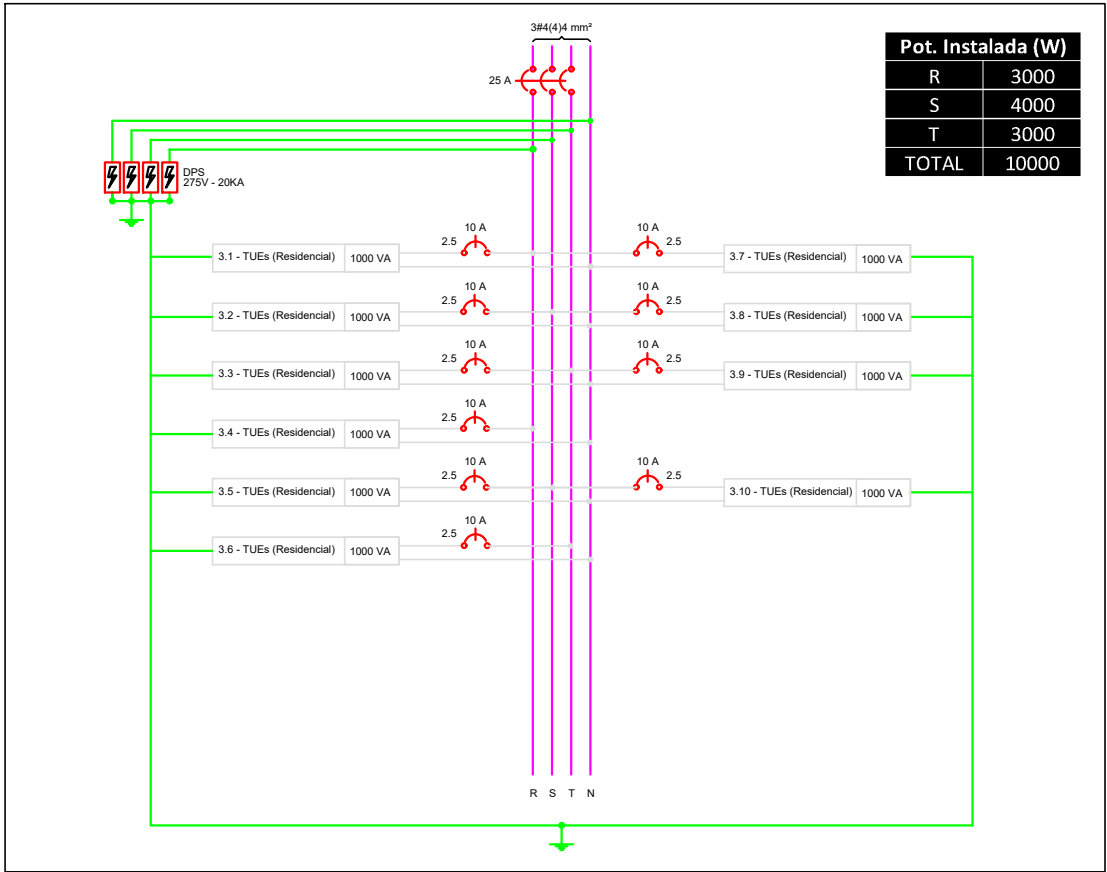 3#4(4)4 mm²
25 A
Pot. Instalada (W)
R 3000
S 4000
T 3000
TOTAL 10000
DPS
275V - 20KA
3.1 - TUEs (Residencial) 1000 VA 2.5 10 A 10 A 2.5 3.7 - TUEs (Residencial) 1000 VA
3.2 - TUEs (Residencial) 1000 VA 2.5 10 A 10 A 2.5 3.8 - TUEs (Residencial) 1000 VA
3.3 - TUEs (Residencial) 1000 VA 2.5 10 A 10 A 2.5 3.9 - TUEs (Residencial) 1000 VA
3.4 - TUEs (Residencial) 1000 VA 2.5 10 A
3.5 - TUEs (Residencial) 1000 VA 2.5 10 A 10 A 2.5 3.10 - TUEs (Residencial) 1000 VA
3.6 - TUEs (Residencial) 1000 VA 2.5 10 A
R S T N